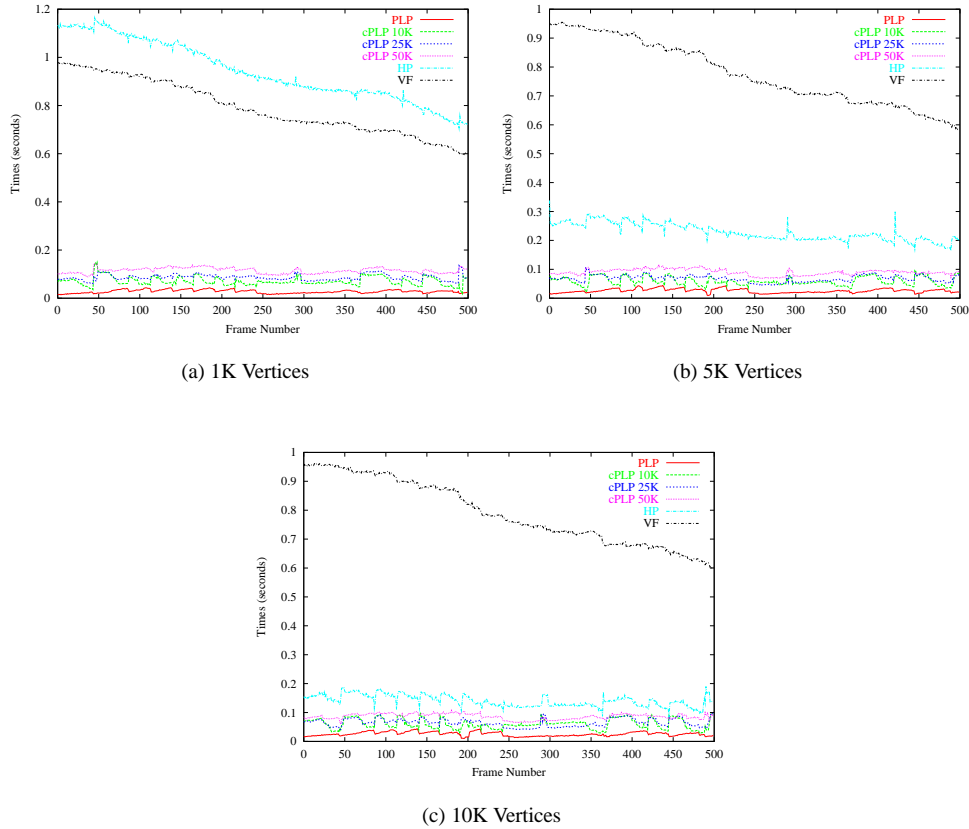 1.2
1
0.8
0.6
0.4
0.2
0
0 50 100 150 200 250 300 350 400 450 500
Times (seconds)
Frame Number
PLP
cPLP 10K
cPLP 25K
cPLP 50K
HP
VF
(a) 1K Vertices
1
0.9
0.8
0.7
0.6
0.5
0.4
0.3
0.2
0.1
0
0 50 100 150 200 250 300 350 400 450 500
Times (seconds)
Frame Number
PLP
cPLP 10K
cPLP 25K
cPLP 50K
HP
VF
(b) 5K Vertices
1
0.9
0.8
0.7
0.6
0.5
0.4
0.3
0.2
0.1
0
0 50 100 150 200 250 300 350 400 450 500
Times (seconds)
Frame Number
PLP
cPLP 10K
cPLP 25K
cPLP 50K
HP
VF
(c) 10K Vertices